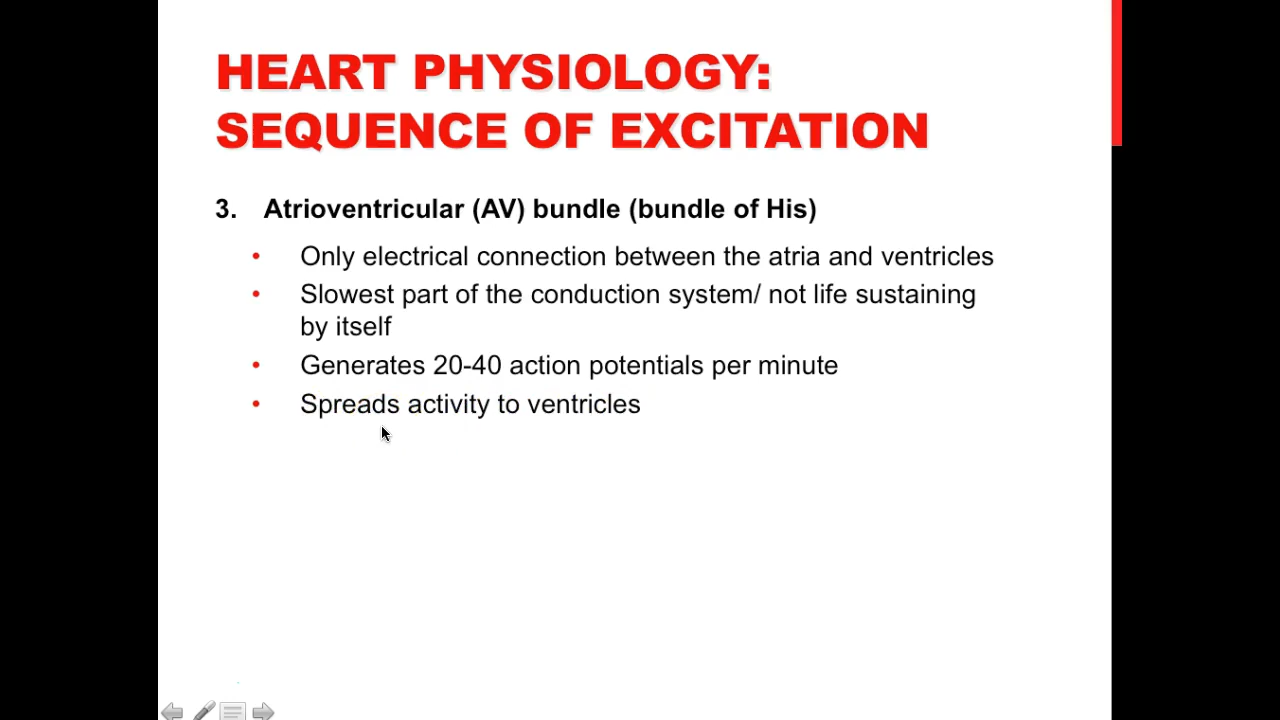 HEART PHYSIOLOGY:
SEQUENCE OF EXCITATION
3. Atrioventricular (AV) bundle (bundle of His)
• Only electrical connection between the atria and ventricles
• Slowest part of the conduction system/ not life sustaining
by itself
• Generates 20-40 action potentials per minute
• Spreads activity to ventricles